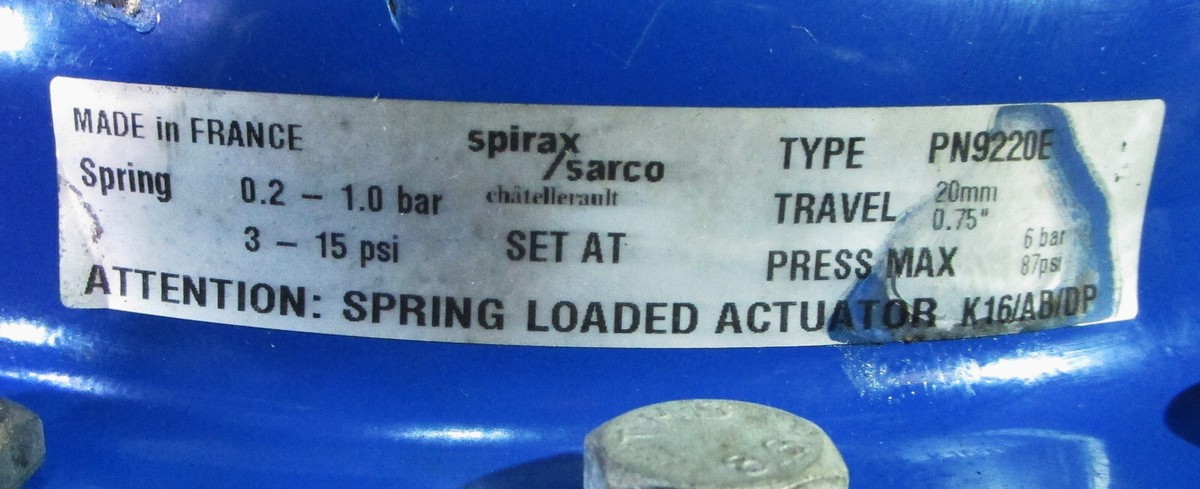 MADE in FRANCE
spirax
/sarco
châtellerault
TYPE PN9220E
Spring 0.2 – 1.0 bar
3 – 15 psi
SET AT
TRAVEL 20mm
0.75"
PRESS MAX 6 bar
87psi
ATTENTION: SPRING LOADED ACTUATOR K16/AB/DP